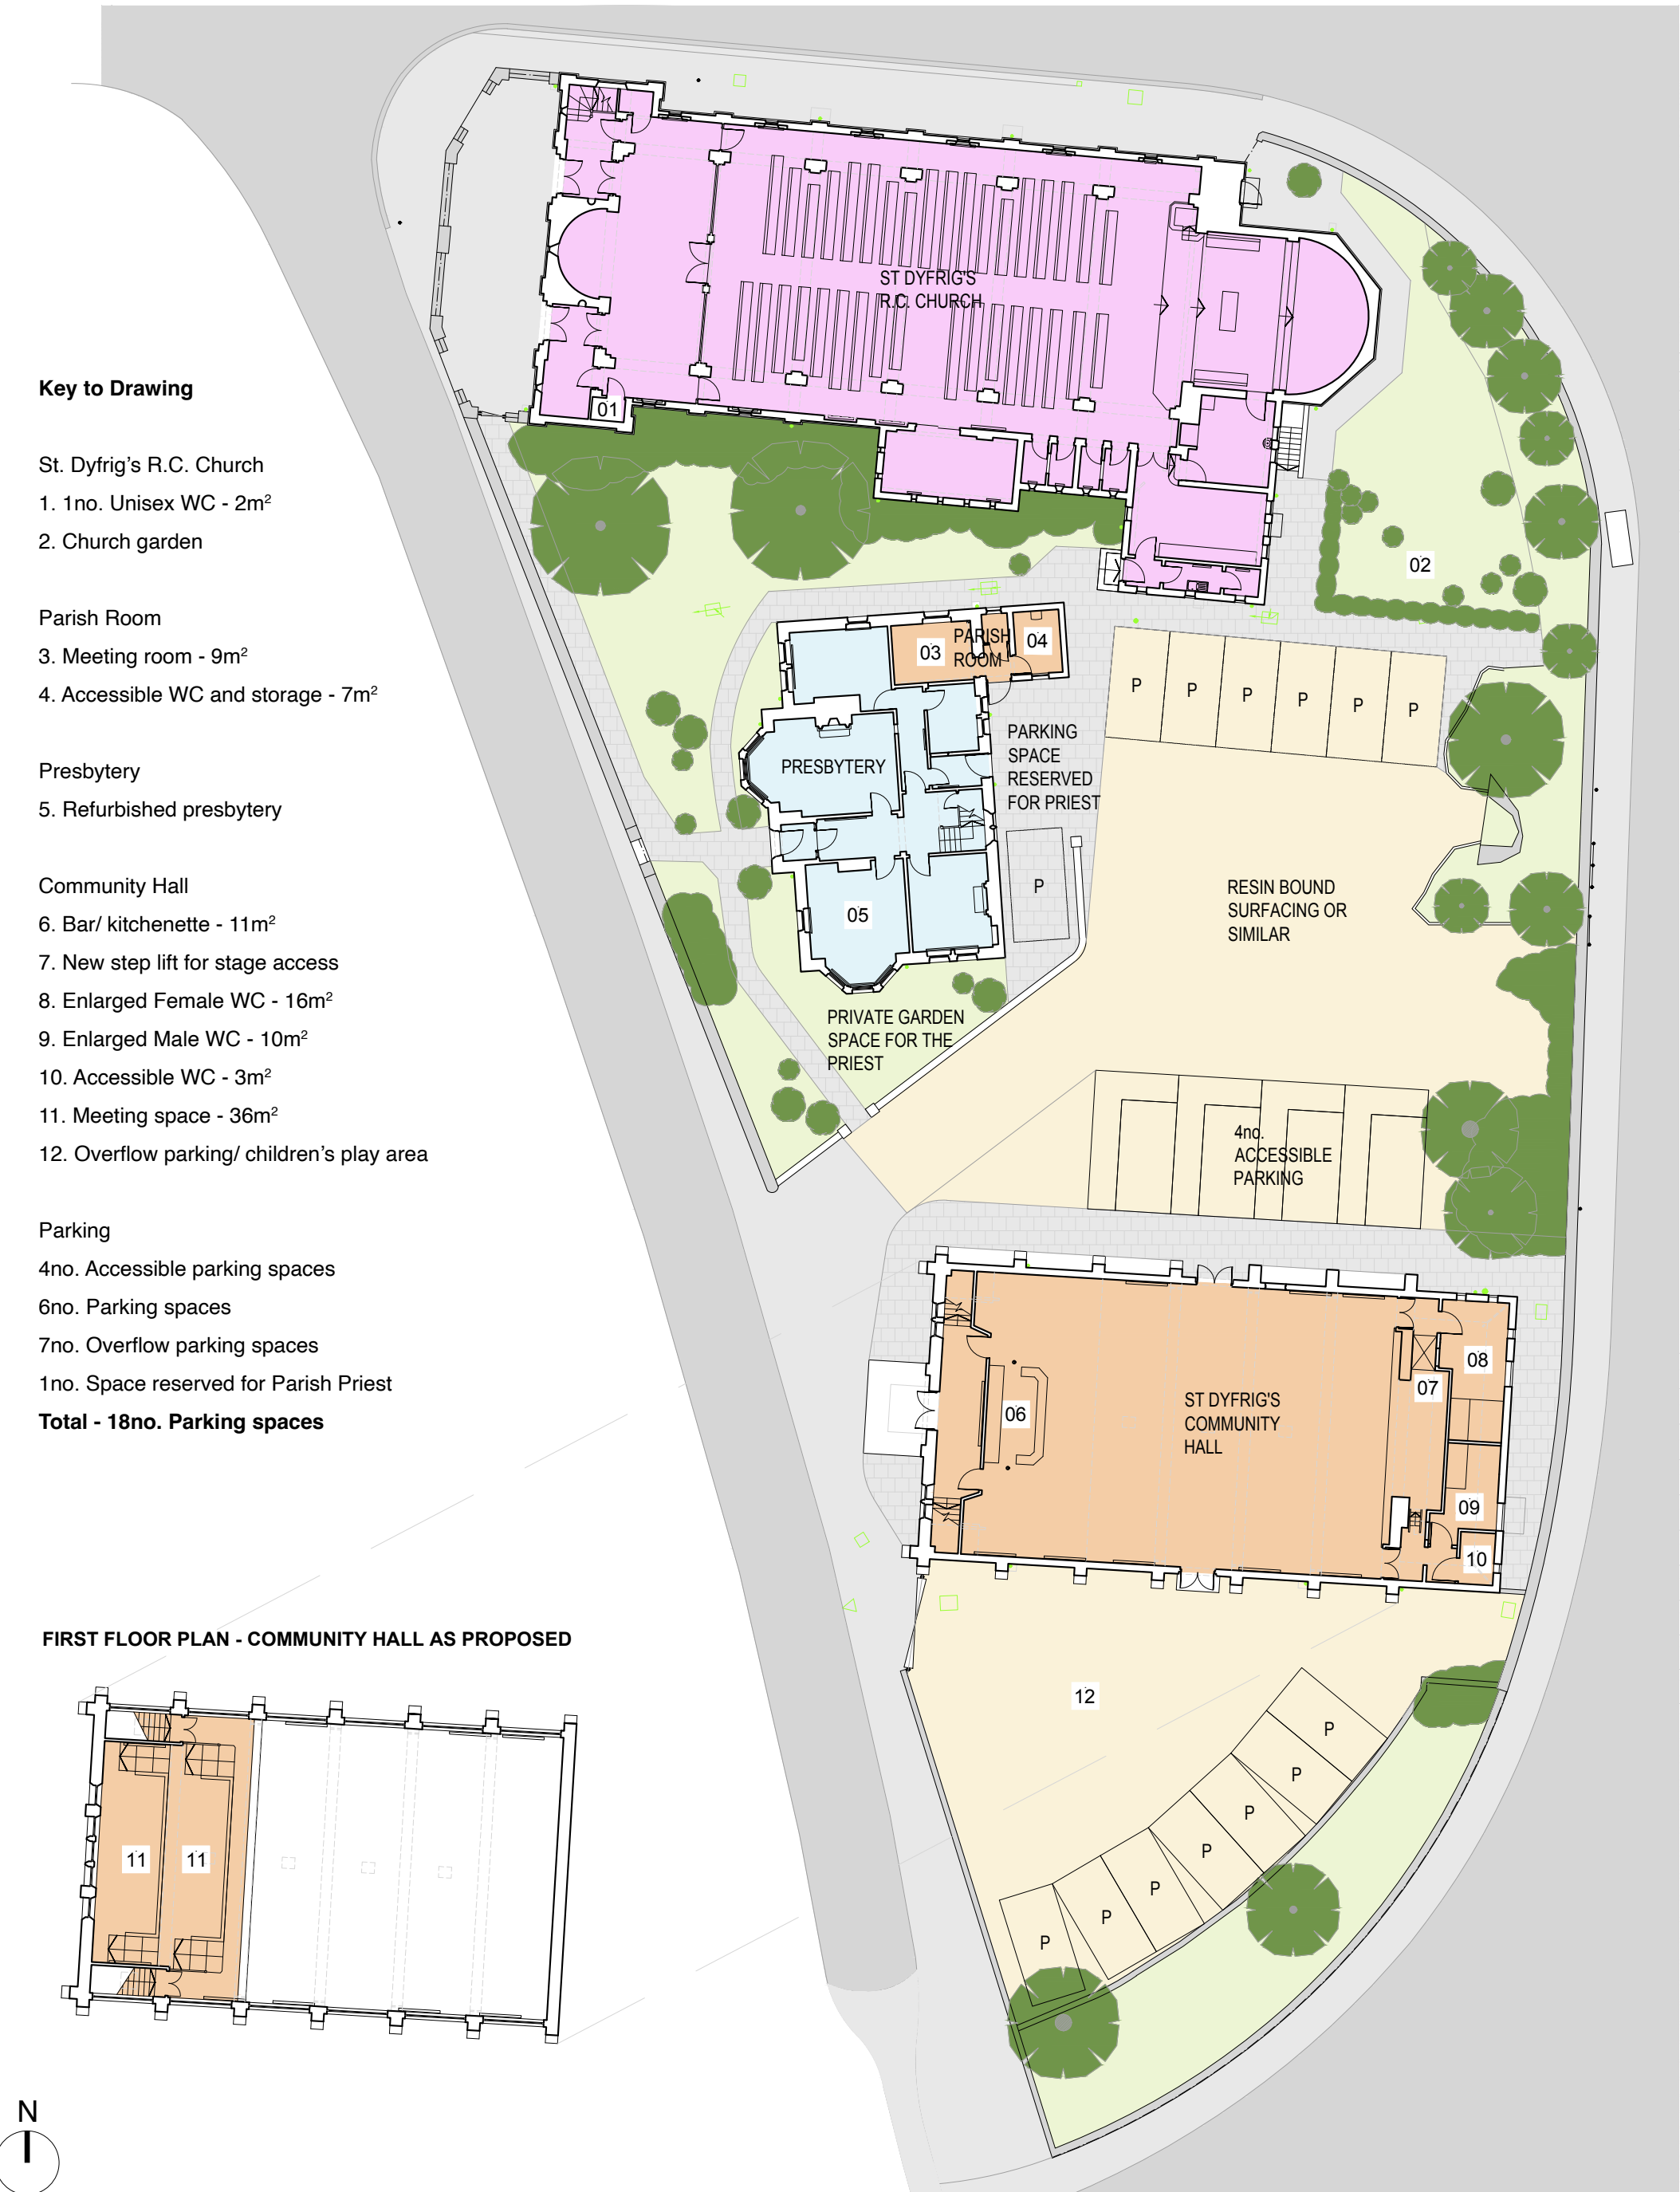 Key to Drawing
St. Dyfrig’s R.C. Church
1. 1no. Unisex WC - 2m²
2. Church garden
Parish Room
3. Meeting room - 9m²
4. Accessible WC and storage - 7m²
Presbytery
5. Refurbished presbytery
Community Hall
6. Bar/ kitchenette - 11m²
7. New step lift for stage access
8. Enlarged Female WC - 16m²
9. Enlarged Male WC - 10m²
10. Accessible WC - 3m²
11. Meeting space - 36m²
12. Overflow parking/ children’s play area
Parking
4no. Accessible parking spaces
6no. Parking spaces
7no. Overflow parking spaces
1no. Space reserved for Parish Priest
Total - 18no. Parking spaces
FIRST FLOOR PLAN - COMMUNITY HALL AS PROPOSED
11
11
N
ST DYFRIG'S
R.C. CHURCH
01
02
03
PARISH
ROOM
04
P
P
P
P
P
P
PRESBYTERY
PARKING
SPACE
RESERVED
FOR PRIEST
P
05
RESIN BOUND
SURFACING OR
SIMILAR
PRIVATE GARDEN
SPACE FOR THE
PRIEST
4no.
ACCESSIBLE
PARKING
06
ST DYFRIG'S
COMMUNITY
HALL
07
08
09
10
12
P
P
P
P
P
P
P